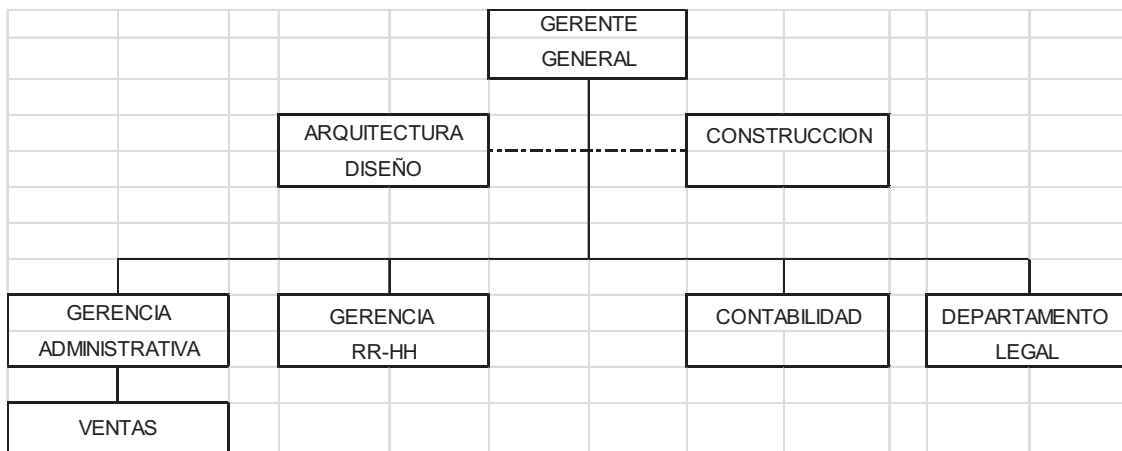 GERENTE
GENERAL
ARQUITECTURA
DISEÑO
CONSTRUCCION
GERENCIA
ADMINISTRATIVA
GERENCIA
RR-HH
CONTABILIDAD
DEPARTAMENTO
LEGAL
VENTAS